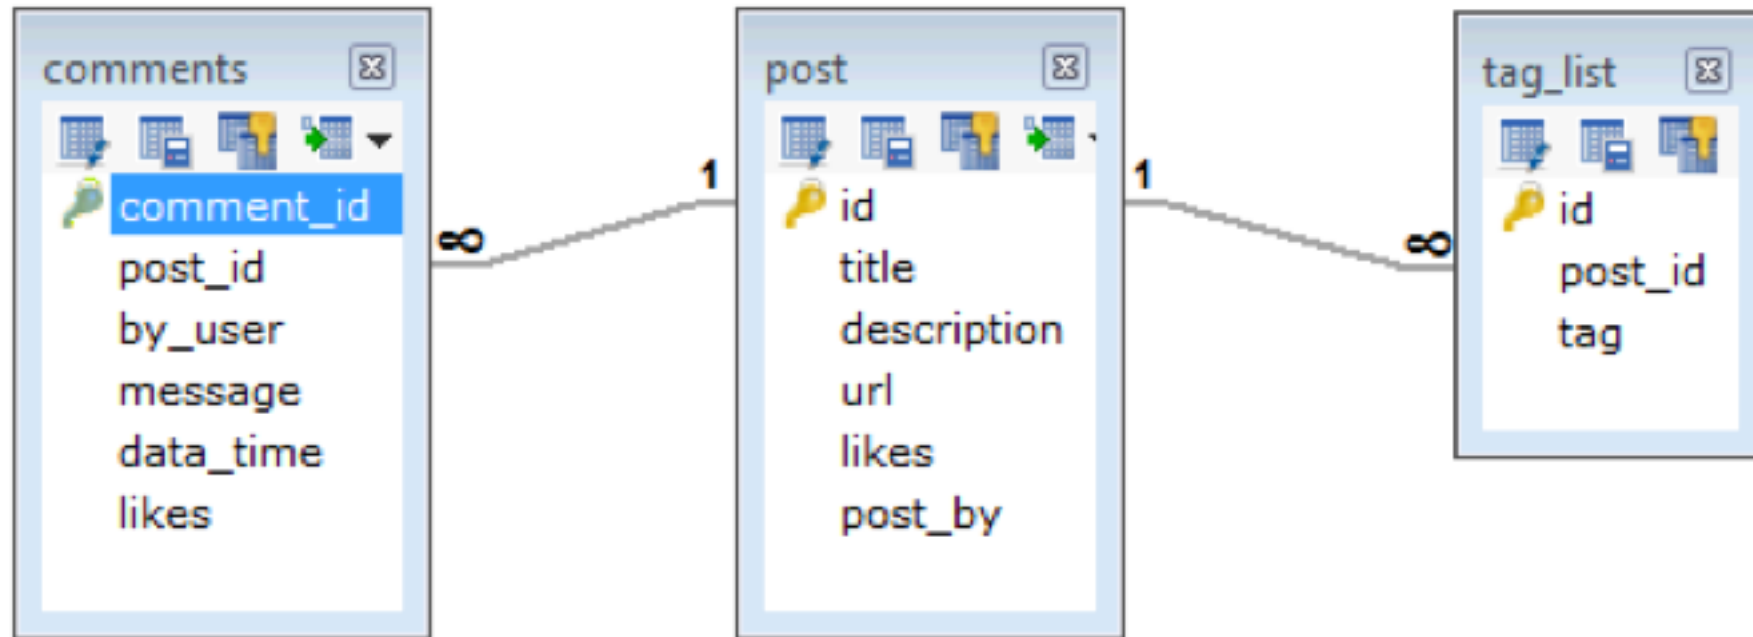 comments
comment_id
post_id
by_user
message
data_time
likes
∞
1
post
id
title
description
url
likes
post_by
1
∞
tag_list
id
post_id
tag